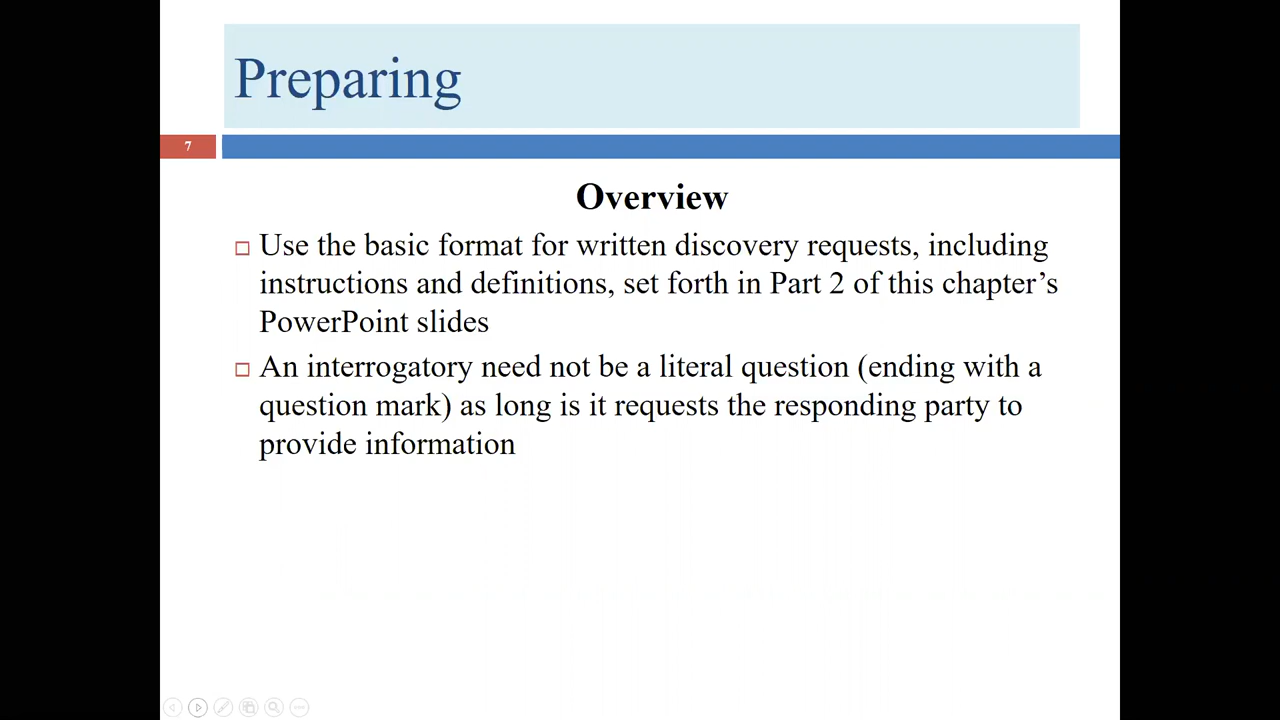 Preparing
7
Overview
Use the basic format for written discovery requests, including
instructions and definitions, set forth in Part 2 of this chapter’s
PowerPoint slides
An interrogatory need not be a literal question (ending with a
question mark) as long is it requests the responding party to
provide information